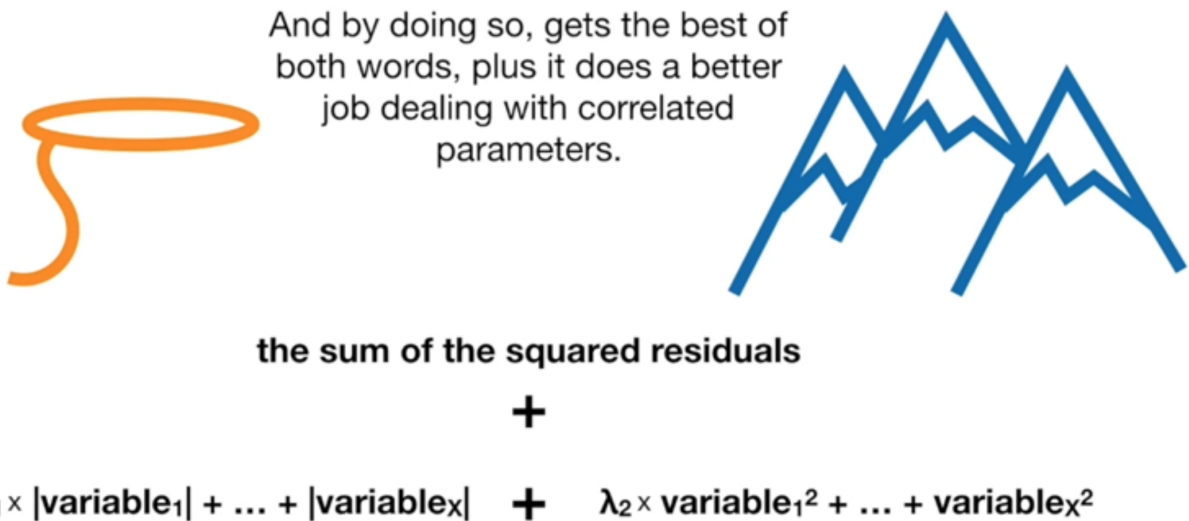 And by doing so, gets the best of
both words, plus it does a better
job dealing with correlated
parameters.
the sum of the squared residuals
+
× |variable₁| + ... + |variableₓ| + λ₂ × variable₁² + ... + variableₓ²